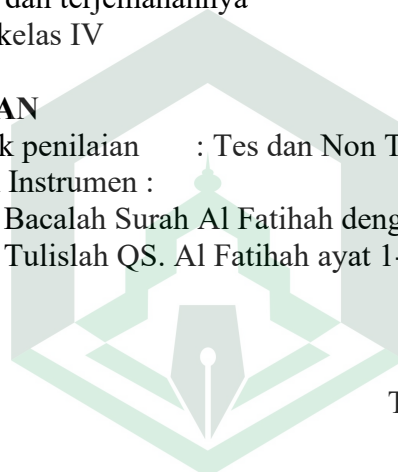 dan terjemahannya
kelas IV
AN
k penilaian : Tes dan Non T
Instrumen :
Bacalah Surah Al Fatihah deng
Tulislah QS. Al Fatihah ayat 1-
T